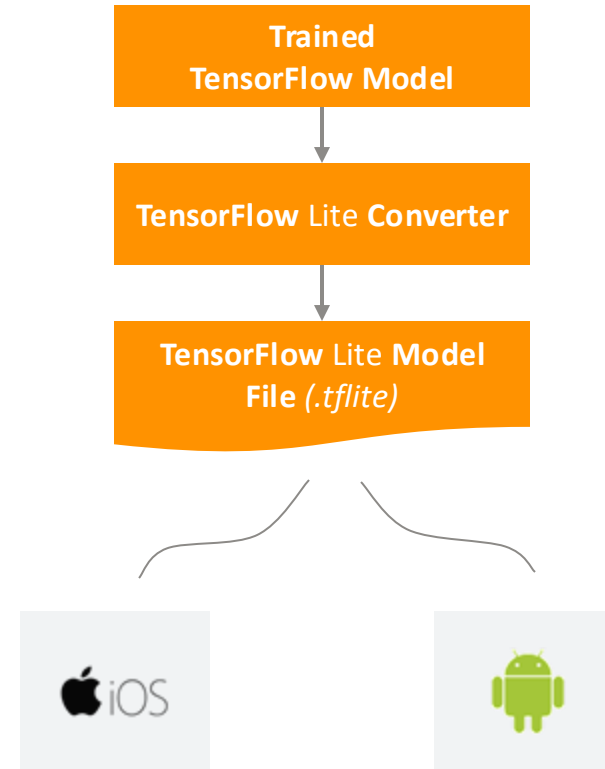 Trained
TensorFlow Model
TensorFlow Lite Converter
TensorFlow Lite Model
File (.tflite)
iOS